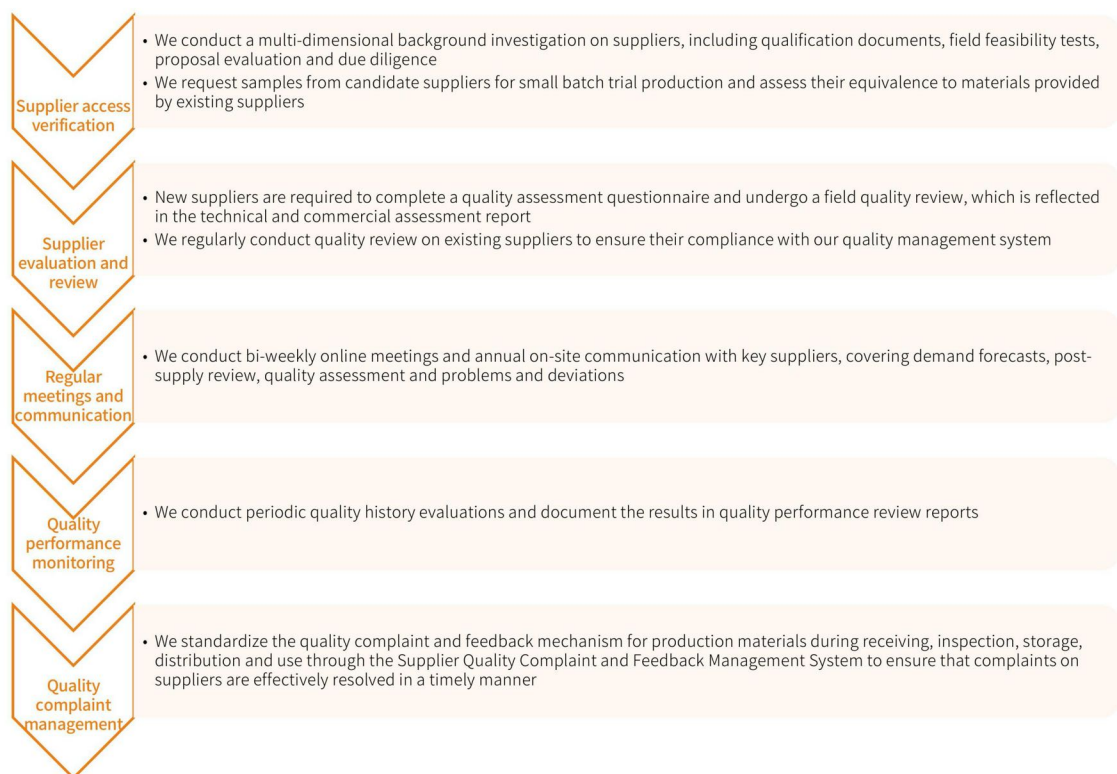 Supplier access
verification
• We conduct a multi-dimensional background investigation on suppliers, including qualification documents, field feasibility tests,
proposal evaluation and due diligence
• We request samples from candidate suppliers for small batch trial production and assess their equivalence to materials provided
by existing suppliers
Supplier
evaluation and
review
• New suppliers are required to complete a quality assessment questionnaire and undergo a field quality review, which is reflected
in the technical and commercial assessment report
• We regularly conduct quality review on existing suppliers to ensure their compliance with our quality management system
Regular
meetings and
communication
• We conduct bi-weekly online meetings and annual on-site communication with key suppliers, covering demand forecasts, post-
supply review, quality assessment and problems and deviations
Quality
performance
monitoring
• We conduct periodic quality history evaluations and document the results in quality performance review reports
Quality
complaint
management
• We standardize the quality complaint and feedback mechanism for production materials during receiving, inspection, storage,
distribution and use through the Supplier Quality Complaint and Feedback Management System to ensure that complaints on
suppliers are effectively resolved in a timely manner